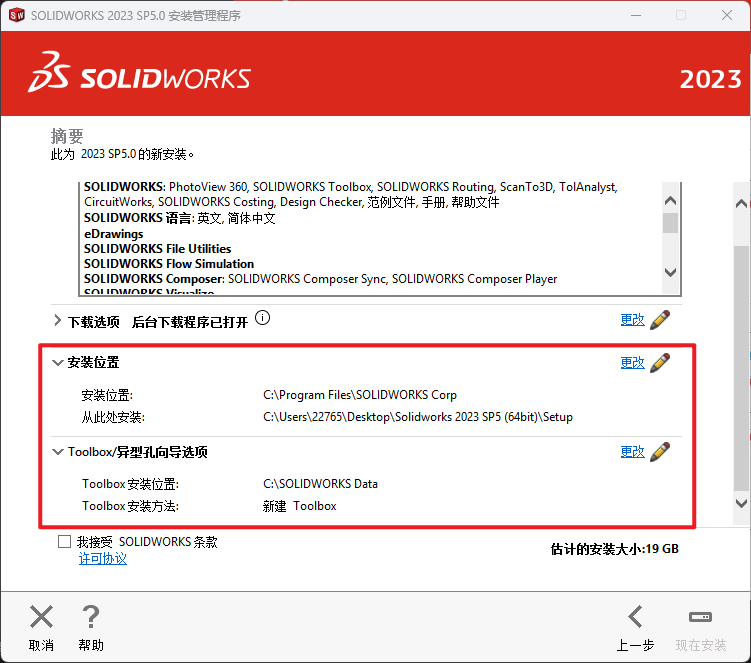 SOLIDWORKS 2023 SP5.0 安装管理程序
SOLIDWORKS 2023
摘要
此为 2023 SP5.0 的新安装。
SOLIDWORKS: PhotoView 360, SOLIDWORKS Toolbox, SOLIDWORKS Routing, ScanTo3D, TolAnalyst,
CircuitWorks, SOLIDWORKS Costing, Design Checker, 范例文件, 手册, 帮助文件
SOLIDWORKS 语言: 英文, 简体中文
eDrawings
SOLIDWORKS File Utilities
SOLIDWORKS Flow Simulation
SOLIDWORKS Composer: SOLIDWORKS Composer Sync, SOLIDWORKS Composer Player
SOLIDWORKS Visualize
下载选项 后台下载程序已打开 更改
安装位置 更改
安装位置: C:\Program Files\SOLIDWORKS Corp
从此处安装: C:\Users\22765\Desktop\Solidworks 2023 SP5 (64bit)\Setup
Toolbox/异型孔向导选项 更改
Toolbox 安装位置: C:\SOLIDWORKS Data
Toolbox 安装方法: 新建 Toolbox
我接受 SOLIDWORKS 条款
许可协议
估计的安装大小:19 GB
取消 帮助 上一步 现在安装